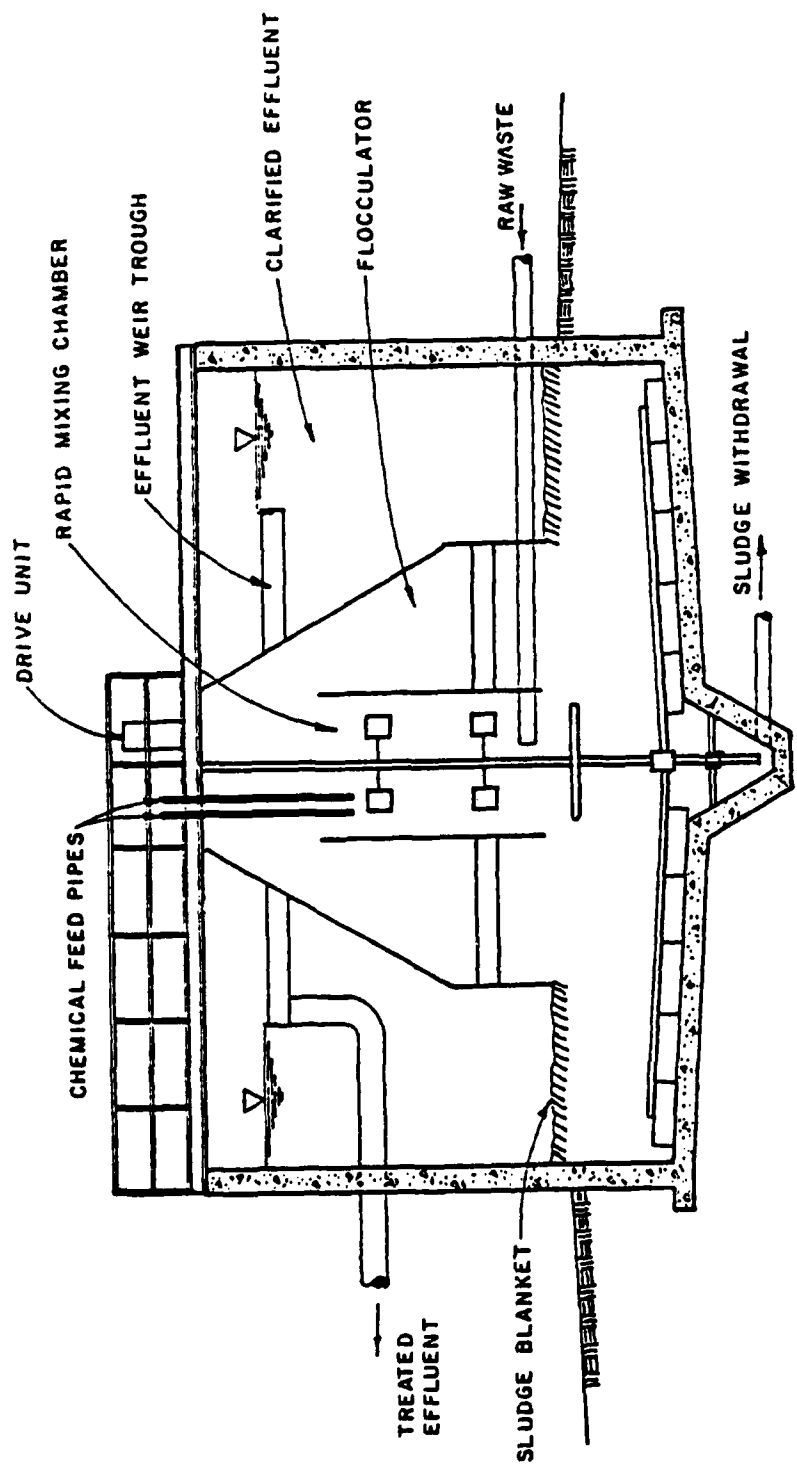 DRIVE UNIT
RAPID MIXING CHAMBER
EFFLUENT WEIR TROUGH
CLARIFIED EFFLUENT
FLOCCULATOR
RAW WASTE
CHEMICAL FEED PIPES
TREATED
EFFLUENT
SLUDGE BLANKET
SLUDGE WITHDRAWAL